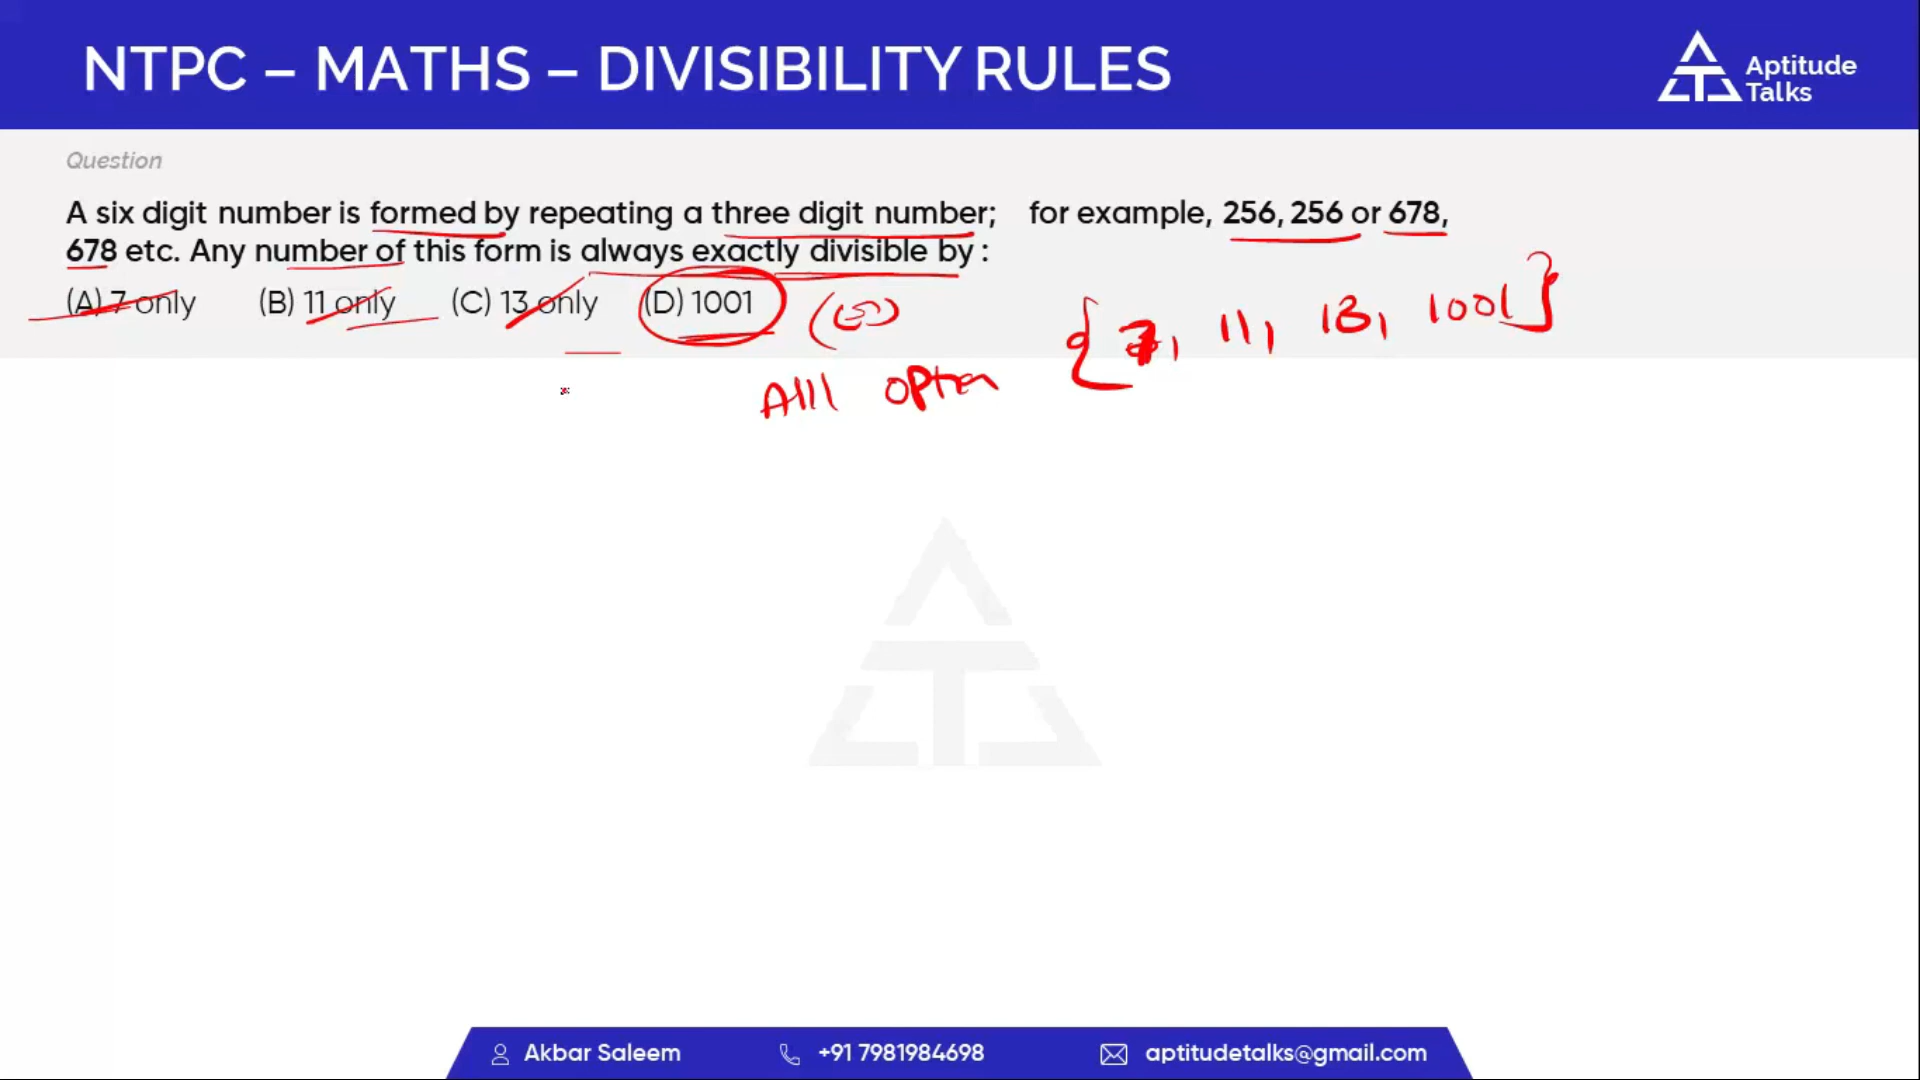 NTPC – MATHS – DIVISIBILITY RULES
Aptitude
Talks
Question
A six digit number is formed by repeating a three digit number; for example, 256, 256 or 678,
678 etc. Any number of this form is always exactly divisible by :
(A) 7 only (B) 11 only (C) 13 only (D) 1001
{7, 11, 13, 1001}
All option
Akbar Saleem +91 7981984698 aptitudetalks@gmail.com